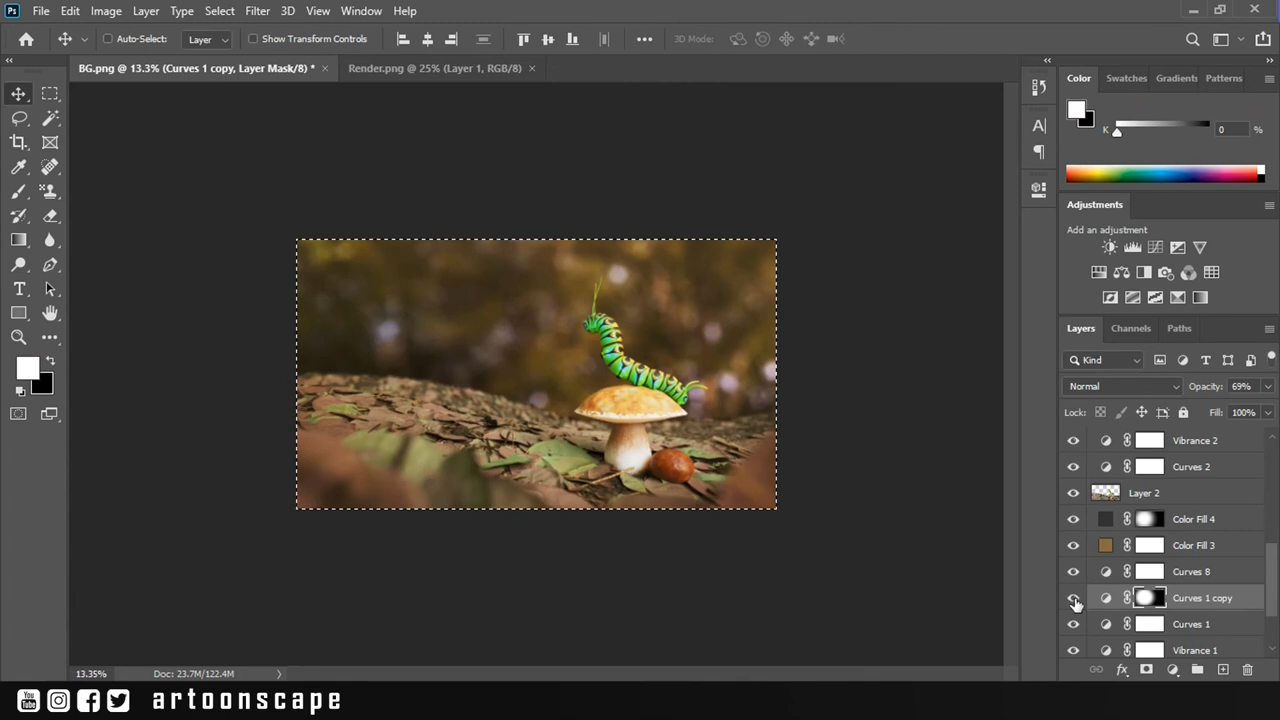 Ps File Edit Image Layer Type Select Filter 3D View Window Help
Auto-Select: Layer Show Transform Controls 3D Mode:
BG.png @ 13.3% (Curves 1 copy, Layer Mask/8) * × Render.png @ 25% (Layer 1, RGB/8) ×
Color Swatches Gradients Patterns
K 0 %
Adjustments
Add an adjustment
Layers Channels Paths
Kind
Normal Opacity: 69%
Lock: Fill: 100%
Vibrance 2
Curves 2
Layer 2
Color Fill 4
Color Fill 3
Curves 8
Curves 1 copy
Curves 1
Vibrance 1
13.35% Doc: 23.7M/122.4M
You Tube artoonscape